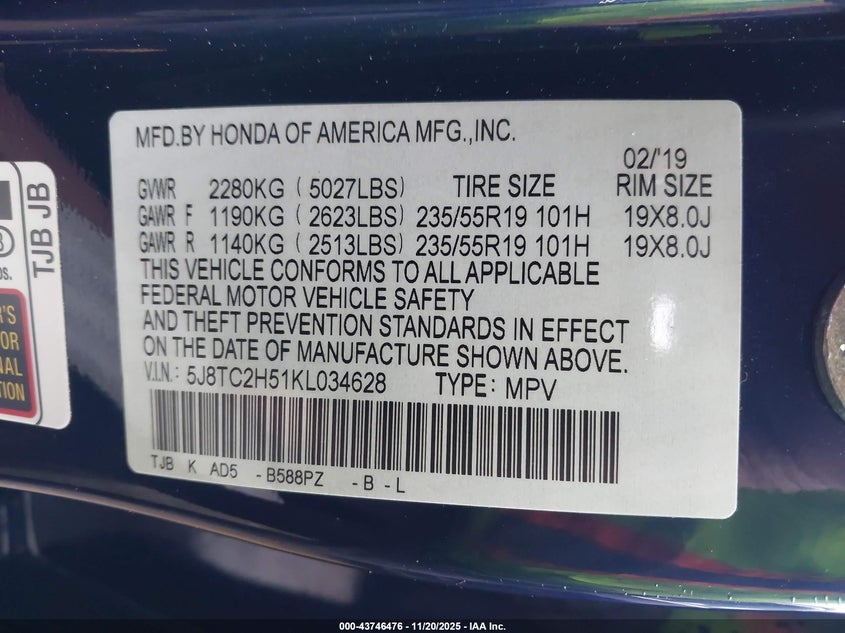 MFD.BY HONDA OF AMERICA MFG.,INC.
02/'19
GVWR 2280KG ( 5027LBS) TIRE SIZE RIM SIZE
GAWR F 1190KG ( 2623LBS) 235/55R19 101H 19X8.0J
GAWR R 1140KG ( 2513LBS) 235/55R19 101H 19X8.0J
THIS VEHICLE CONFORMS TO ALL APPLICABLE
FEDERAL MOTOR VEHICLE SAFETY
AND THEFT PREVENTION STANDARDS IN EFFECT
ON THE DATE OF MANUFACTURE SHOWN ABOVE.
V.I.N.: 5J8TC2H51KL034628 TYPE: MPV
TJB K AD5 -B588PZ -B -L
TJB JB
000-43746476 - 11/20/2025 - IAA Inc.